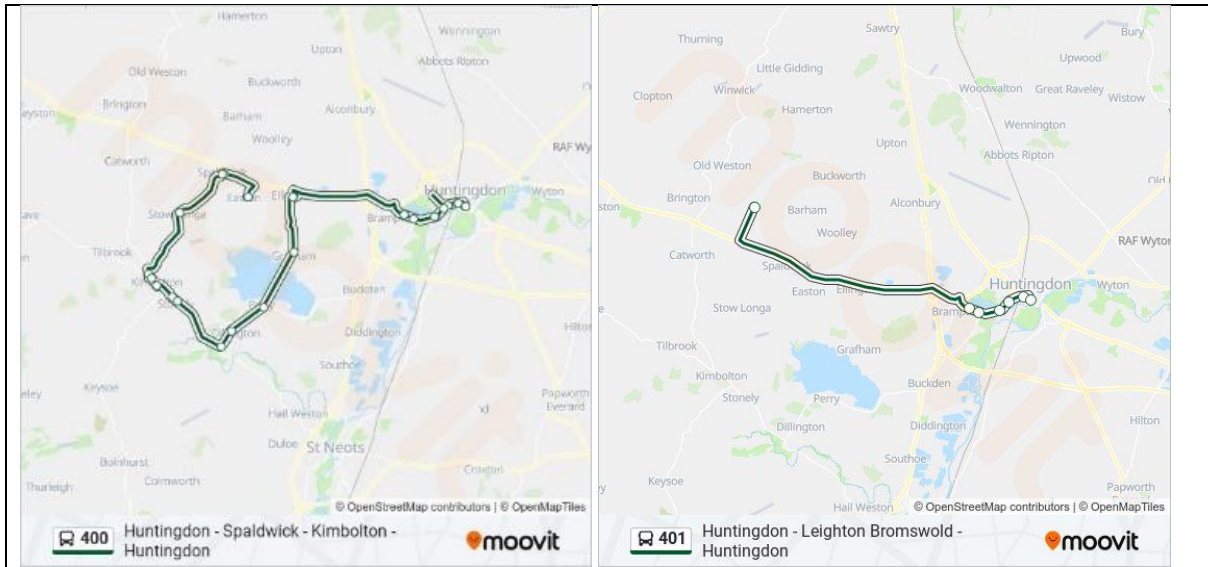 Hamerton
Wennington
Upton
Abbots Ripton
Old Weston
Buckworth
Brington
Alconbury
Barham
Woolley
RAF Wy
Catworth
Huntingdon
Wyton
Easton
Stow Longa
Tilbrook
Grafham
Kimbolton
Buckden
Perry
Diddington
Hilton
Dillington
Southoe
Keysoe
Papworth
Everard
Hail Weston
Duloe
St Neots
Bolnhurst
Colmworth
Croxton
Thurleigh
© OpenStreetMap contributors | © OpenMapTiles
400
Huntingdon - Spaldwick - Kimbolton -
Huntingdon
moovit
Sawtry
Bury
Thurning
Upwood
Little Gidding
Clopton
Winwick
Woodwalton
Great Raveley
Wistow
Hamerton
Wennington
Upton
Abbots Ripton
Old Weston
Buckworth
Brington
Alconbury
Barham
Woolley
RAF Wyton
Catworth
Huntingdon
Wyton
Easton
Stow Longa
Tilbrook
Grafham
Kimbolton
Stonely
Perry
Buckden
Dillington
Diddington
Hilton
Southoe
Keysoe
Papworth
Hail Weston
© OpenStreetMap contributors | © OpenMapTiles
401
Huntingdon - Leighton Bromswold -
Huntingdon
moovit